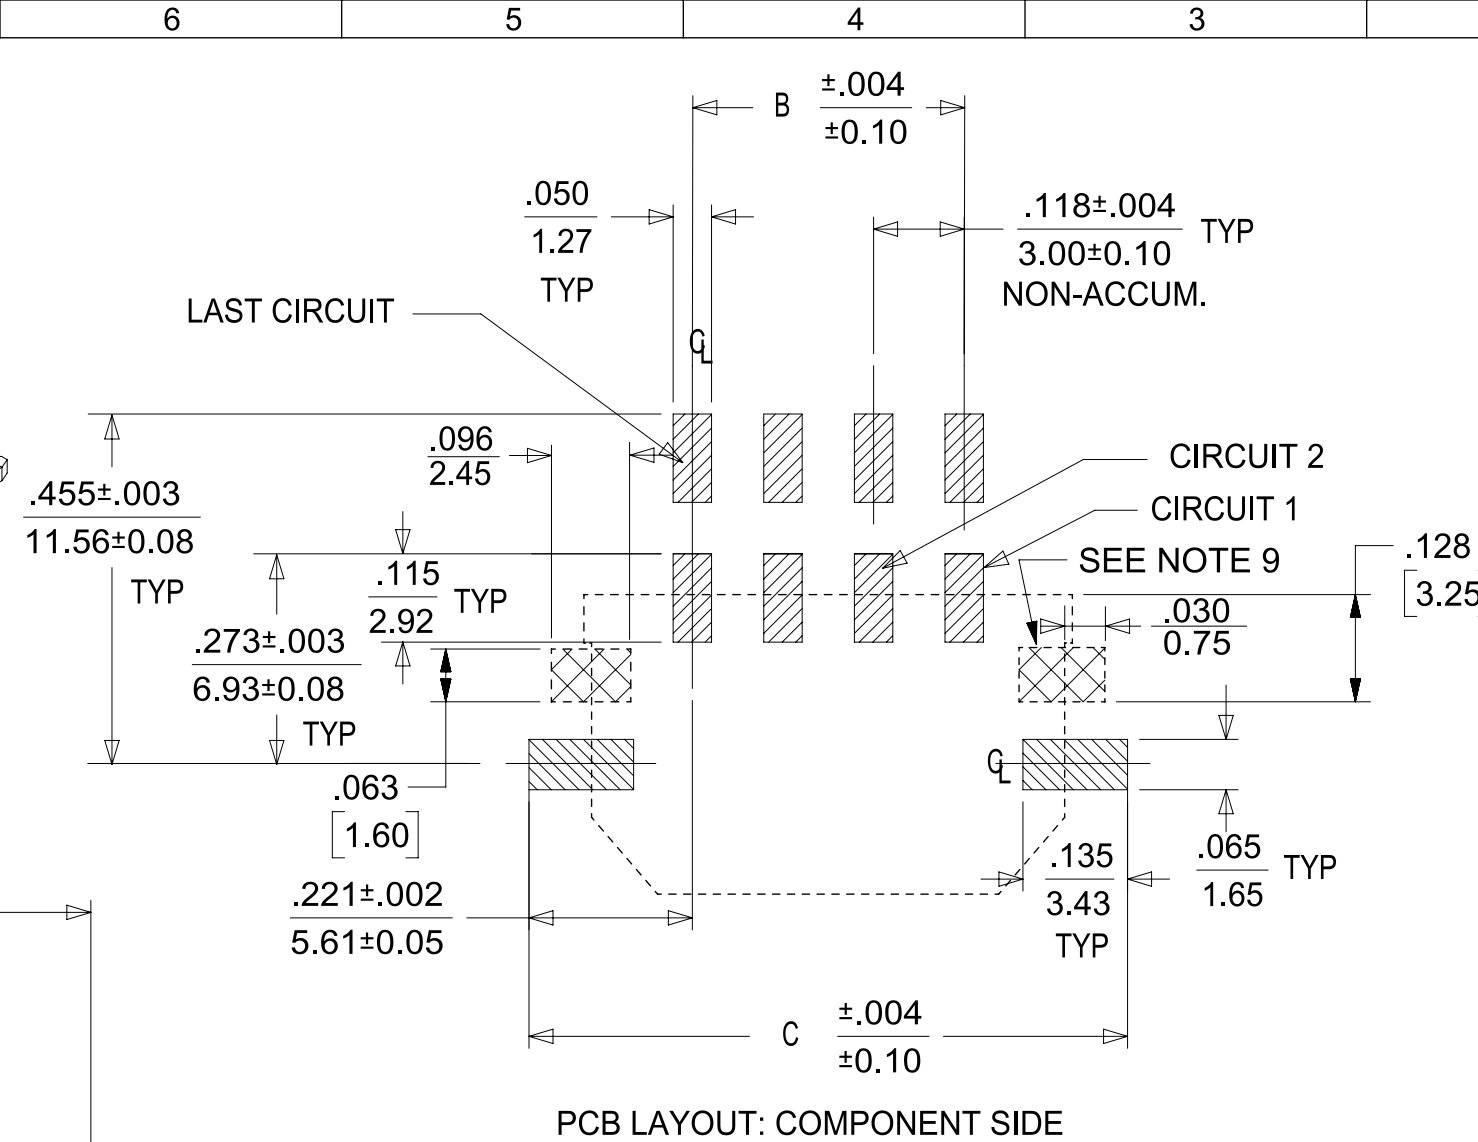 6 5 4 3
B ±.004
±0.10
.050
1.27
TYP
.118±.004 TYP
3.00±0.10
NON-ACCUM.
LAST CIRCUIT
CL
.096
2.45
CIRCUIT 2
CIRCUIT 1
SEE NOTE 9
.455±.003
11.56±0.08
TYP
.115 TYP
2.92
.128
[3.25
.030
0.75
.273±.003
6.93±0.08
TYP
CL
.063
[1.60]
.135
3.43
TYP
.065 TYP
1.65
.221±.002
5.61±0.05
C ±.004
±0.10
PCB LAYOUT: COMPONENT SIDE